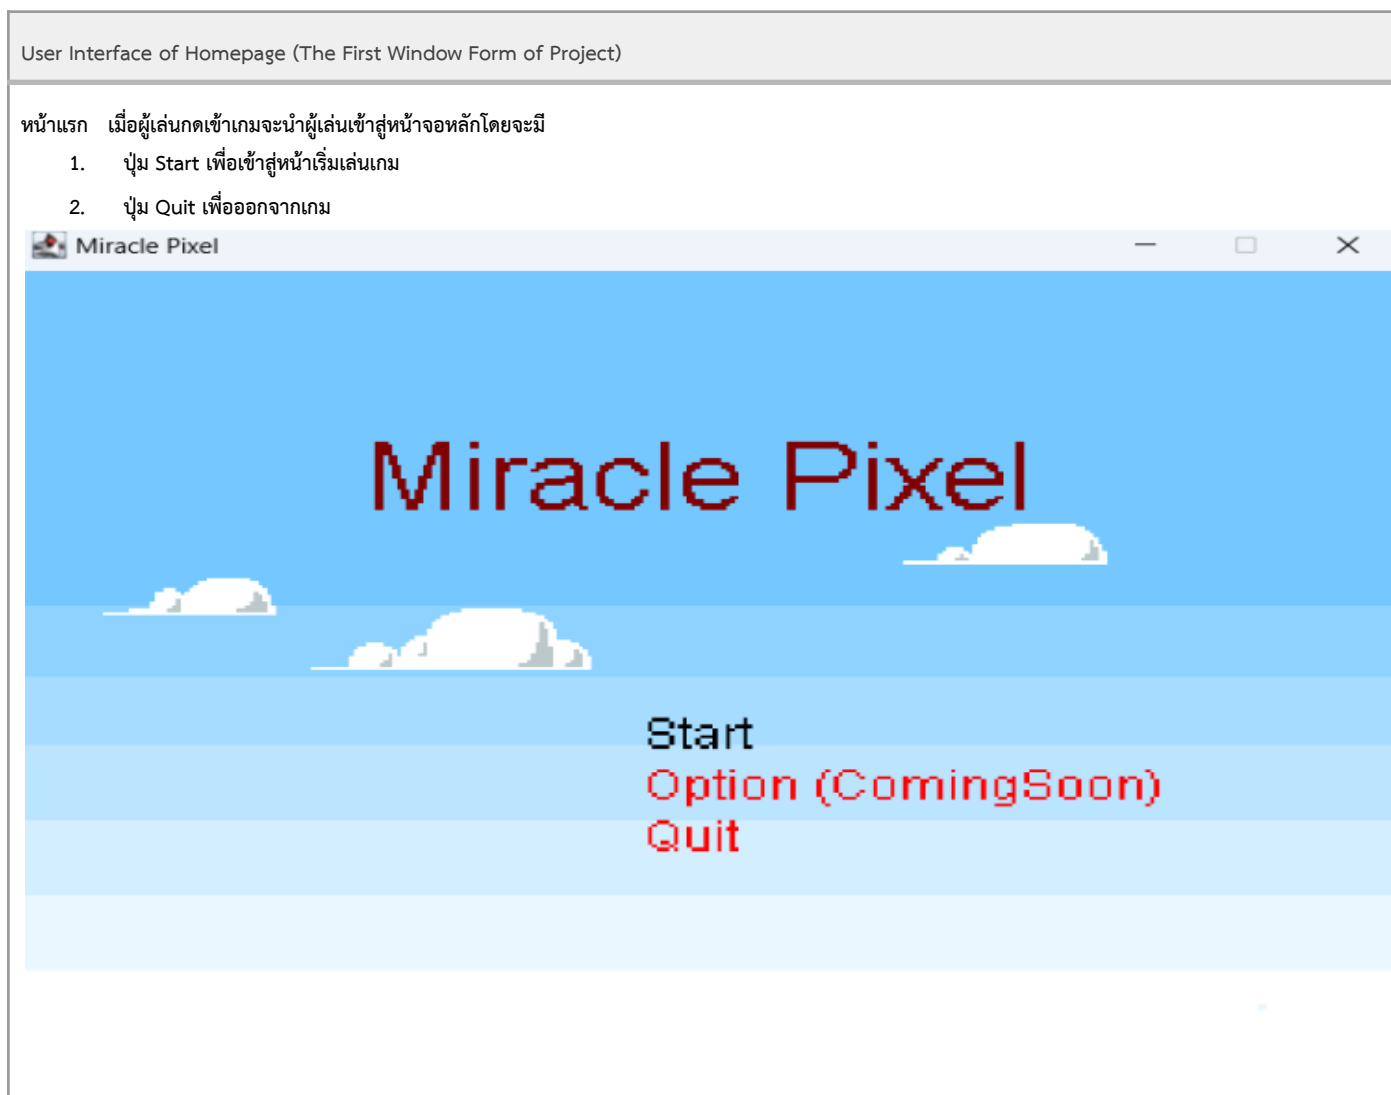 User Interface of Homepage (The First Window Form of Project)
หน้าแรก เมื่อผู้เล่นกดเข้าเกมจะนำผู้เล่นเข้าสู่หน้าจอหลักโดยจะมี
1. ปุ่ม Start เพื่อเข้าสู่หน้าเริ่มเล่นเกม
2. ปุ่ม Quit เพื่อออกจากเกม
Miracle Pixel
Miracle Pixel
Start
Option (ComingSoon)
Quit